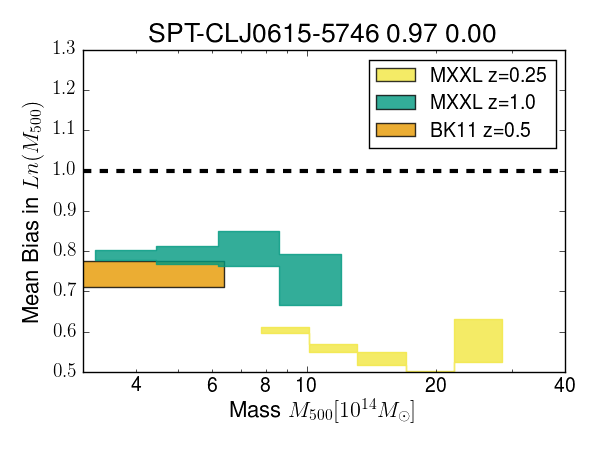 SPT-CLJ0615-5746 0.97 0.00
1.3
1.2
1.1
1.0
0.9
0.8
0.7
0.6
0.5
Mean Bias in Ln(M₅₀₀)
MXXL z=0.25
MXXL z=1.0
BK11 z=0.5
4 6 8 10 20 40
Mass M₅₀₀[10¹⁴M☉]